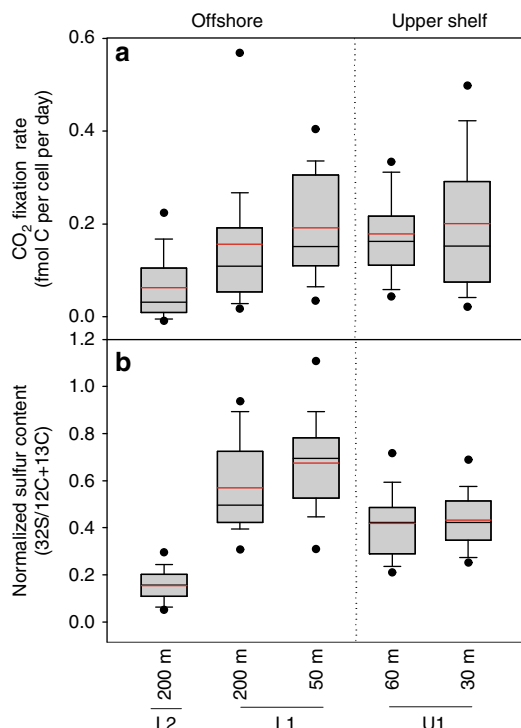 Offshore Upper shelf
a
0.6
0.4
0.2
0.0
CO2 fixation rate
(fmol C per cell per day)
1.2
b
1.0
0.8
0.6
0.4
0.2
0.0
Normalized sulfur content
(32S/12C+13C)
200 m 200 m 50 m 60 m 30 m
L2 L1 U1